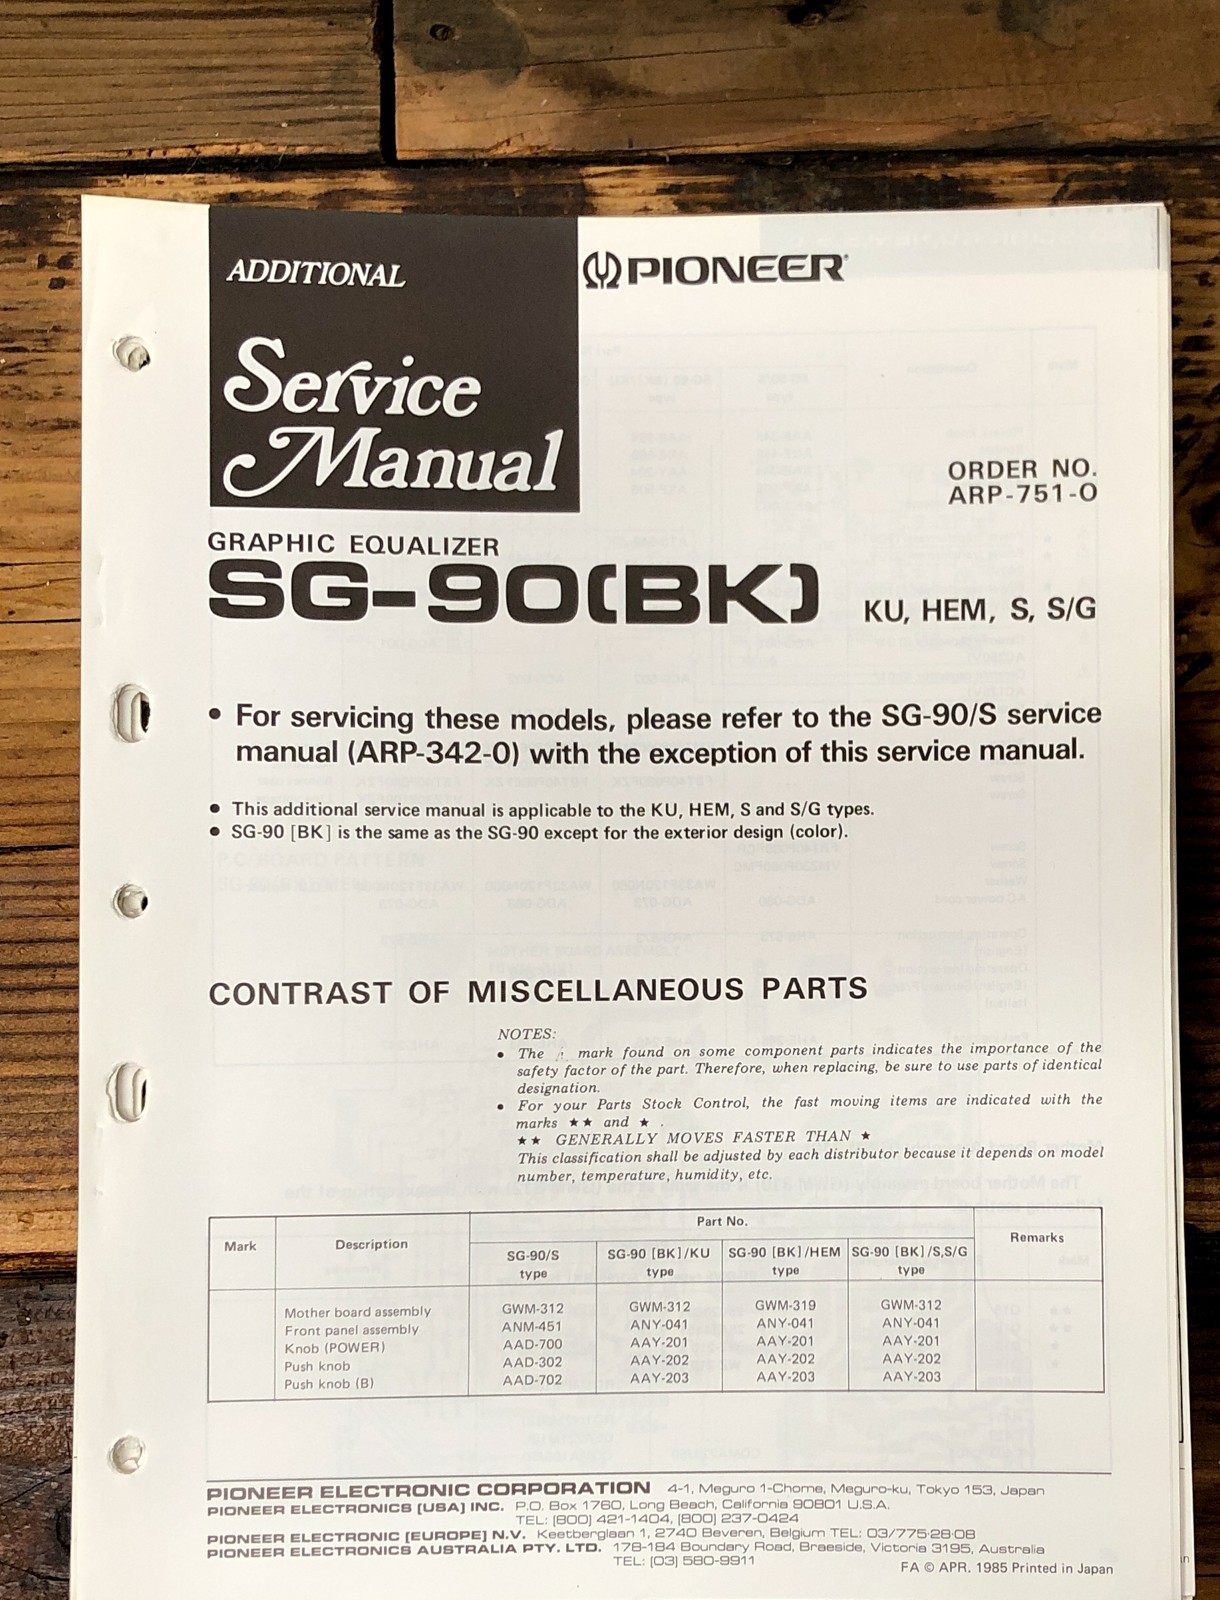 ADDITIONAL
Service
Manual
PIONEER
ORDER NO.
ARP-751-O
GRAPHIC EQUALIZER
SG-90(BK) KU, HEM, S, S/G
• For servicing these models, please refer to the SG-90/S service
manual (ARP-342-0) with the exception of this service manual.
• This additional service manual is applicable to the KU, HEM, S and S/G types.
• SG-90 [BK] is the same as the SG-90 except for the exterior design (color).
CONTRAST OF MISCELLANEOUS PARTS
NOTES:
• The ⚠ mark found on some component parts indicates the importance of the
safety factor of the part. Therefore, when replacing, be sure to use parts of identical
designation.
• For your Parts Stock Control, the fast moving items are indicated with the
marks ★★ and ★ .
★★ GENERALLY MOVES FASTER THAN ★
This classification shall be adjusted by each distributor because it depends on model
number, temperature, humidity, etc.
Mark Description Part No. Remarks
SG-90/S type SG-90 [BK]/KU type SG-90 [BK]/HEM type SG-90 [BK]/S,S/G type
Mother board assembly GWM-312 GWM-312 GWM-319 GWM-312
Front panel assembly ANM-451 ANY-041 ANY-041 ANY-041
Knob (POWER) AAD-700 AAY-201 AAY-201 AAY-201
Push knob AAD-302 AAY-202 AAY-202 AAY-202
Push knob (B) AAD-702 AAY-203 AAY-203 AAY-203
PIONEER ELECTRONIC CORPORATION 4-1, Meguro 1-Chome, Meguro-ku, Tokyo 153, Japan
PIONEER ELECTRONICS [USA] INC. P.O. Box 1760, Long Beach, California 90801 U.S.A.
TEL: [800] 421-1404, [800] 237-0424
PIONEER ELECTRONIC [EUROPE] N.V. Keetberglaan 1, 2740 Beveren, Belgium TEL: 03/775·28·08
PIONEER ELECTRONICS AUSTRALIA PTY. LTD. 178-184 Boundary Road, Braeside, Victoria 3195, Australia
TEL: [03] 580-9911
FA © APR. 1985 Printed in Japan